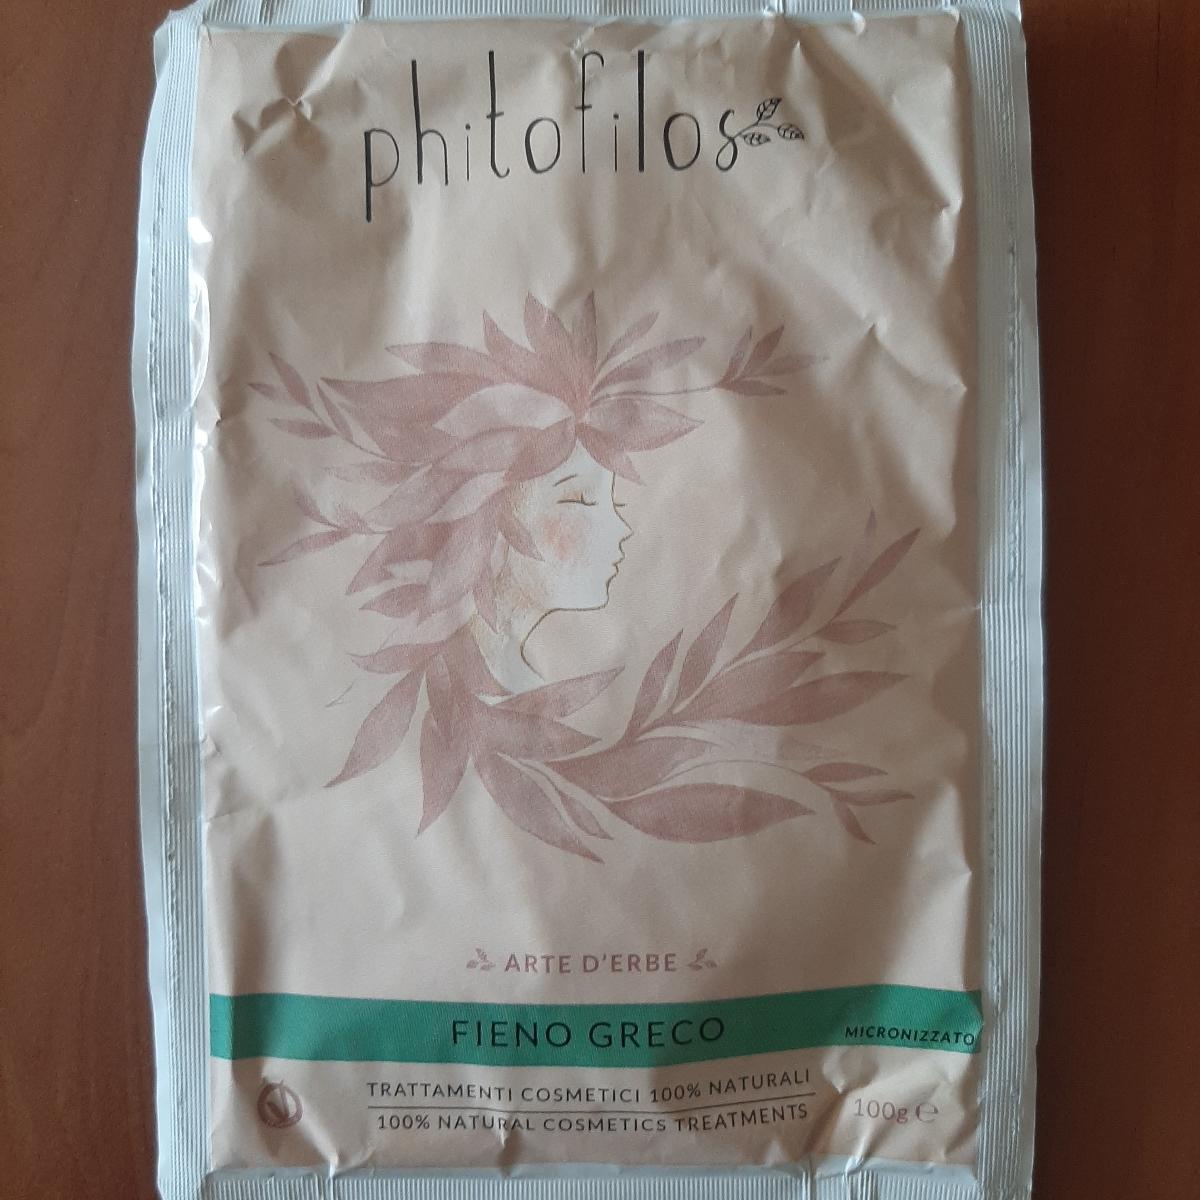 phitofilos
ARTE D'ERBE
FIENO GRECO
MICRONIZZATO
TRATTAMENTI COSMETICI 100% NATURALI
100% NATURAL COSMETICS TREATMENTS
100g ℮